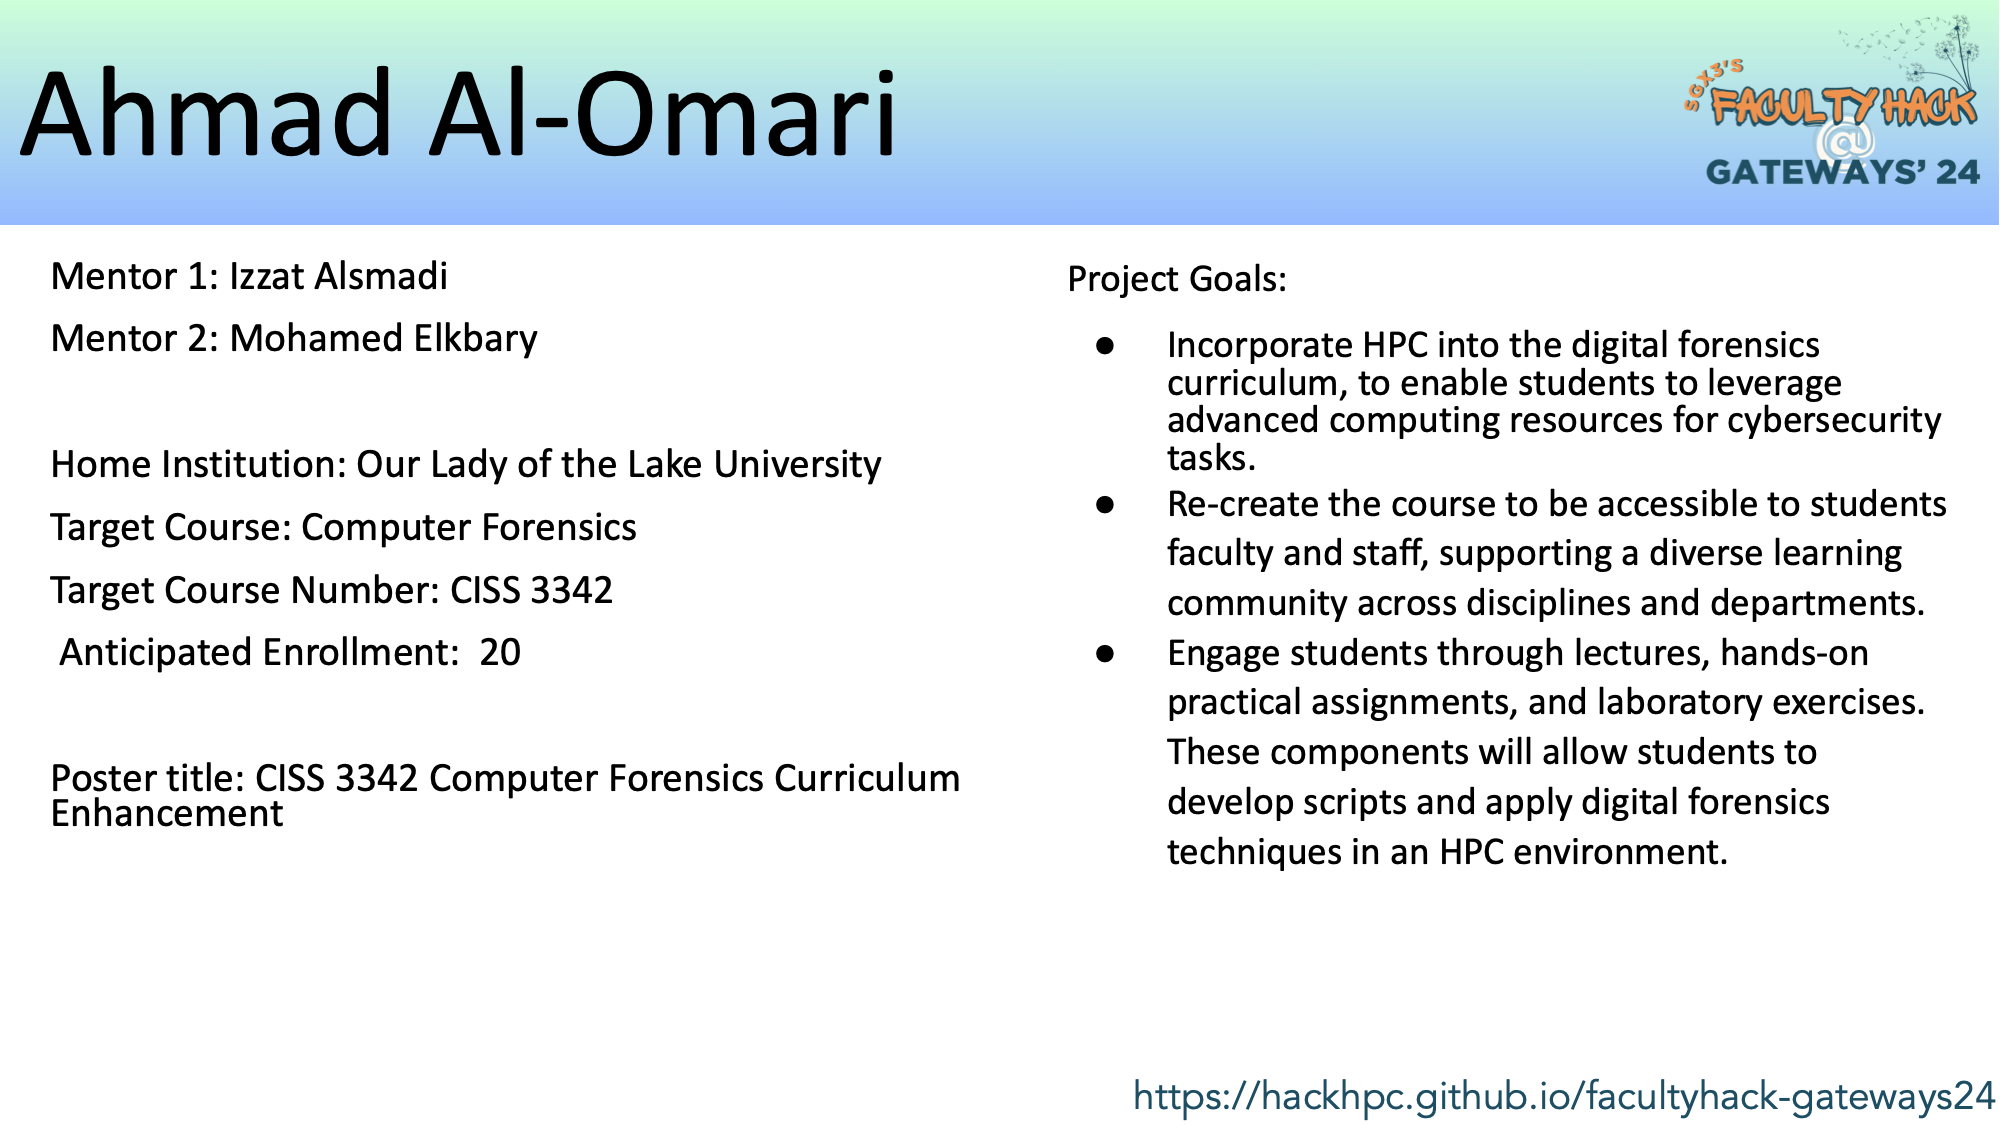 Ahmad Al-Omari
SGX3'S
FACULTY HACK
@
GATEWAYS' 24
Mentor 1: Izzat Alsmadi
Mentor 2: Mohamed Elkbary
Home Institution: Our Lady of the Lake University
Target Course: Computer Forensics
Target Course Number: CISS 3342
Anticipated Enrollment:  20
Poster title: CISS 3342 Computer Forensics Curriculum
Enhancement
Project Goals:
● Incorporate HPC into the digital forensics
curriculum, to enable students to leverage
advanced computing resources for cybersecurity
tasks.
● Re-create the course to be accessible to students
faculty and staff, supporting a diverse learning
community across disciplines and departments.
● Engage students through lectures, hands-on
practical assignments, and laboratory exercises.
These components will allow students to
develop scripts and apply digital forensics
techniques in an HPC environment.
https://hackhpc.github.io/facultyhack-gateways24